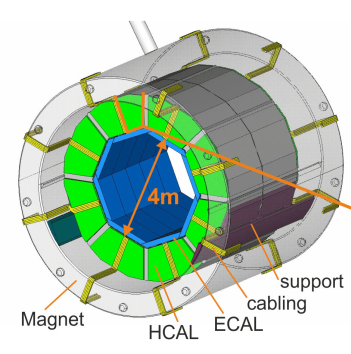 4m
support
cabling
ECAL
HCAL
Magnet